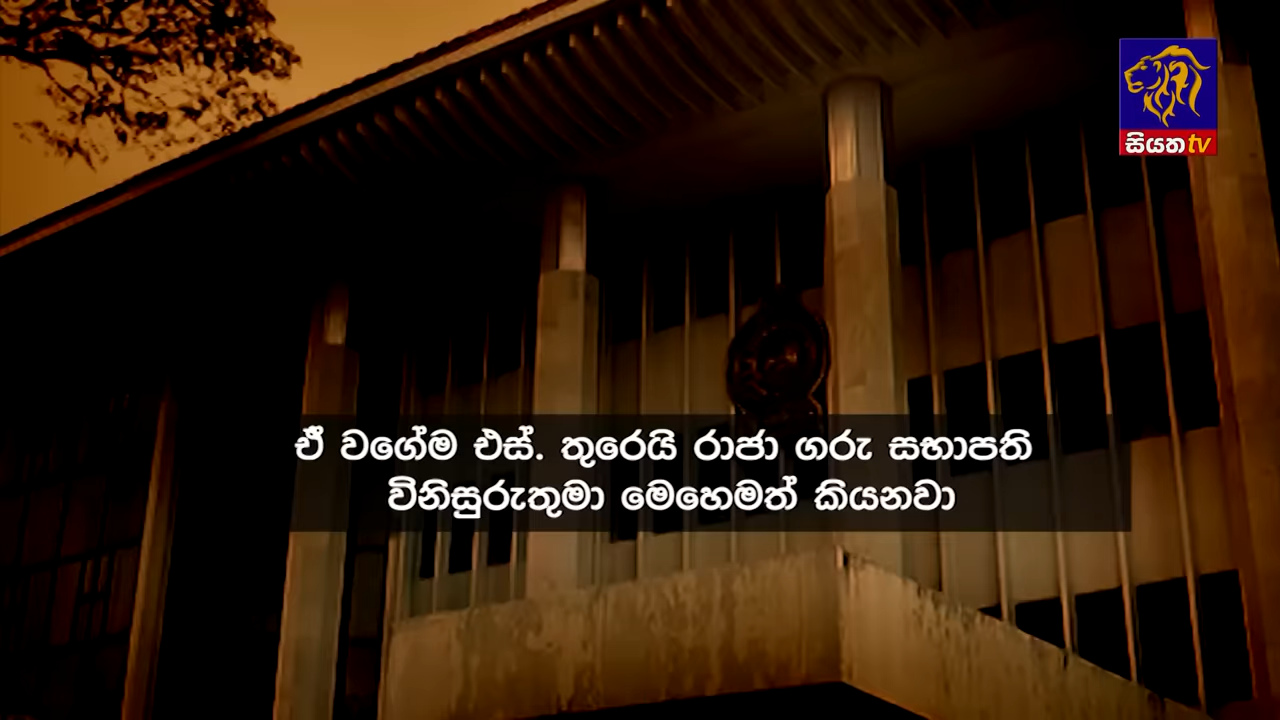 සියත tv
ඒ වගේම එස්. තුරෙයි රාජා ගරු සභාපති
විනිසුරුතුමා මෙහෙමත් කියනවා